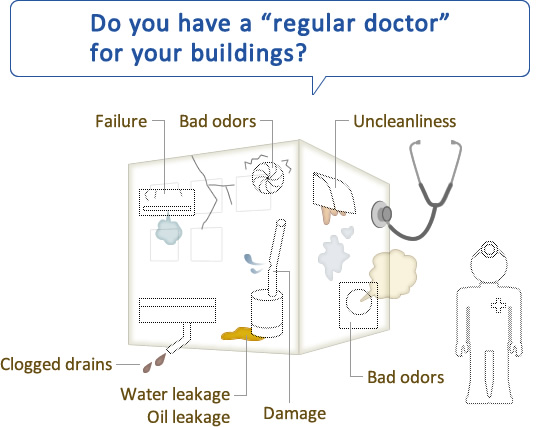 Do you have a “regular doctor”
for your buildings?
Failure
Bad odors
Uncleanliness
Clogged drains
Water leakage
Oil leakage
Damage
Bad odors